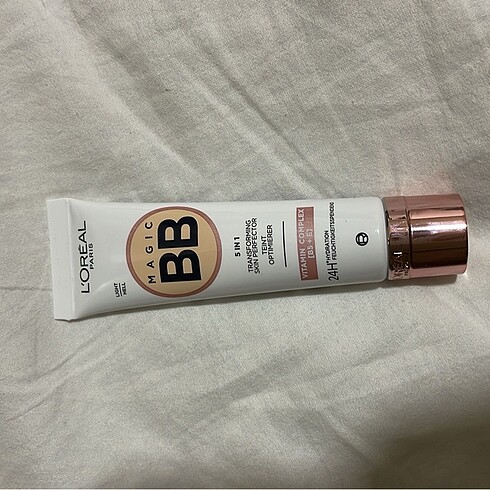 L'ORÉAL
PARIS
LIGHT
HELL
MAGIC
BB
5 IN 1
TRANSFORMING
SKIN PERFECTOR
TEINT
OPTIMIERER
VITAMIN COMPLEX
[B5 + E]
24H HYDRATION
FEUCHTIGKEITSSPENDEND